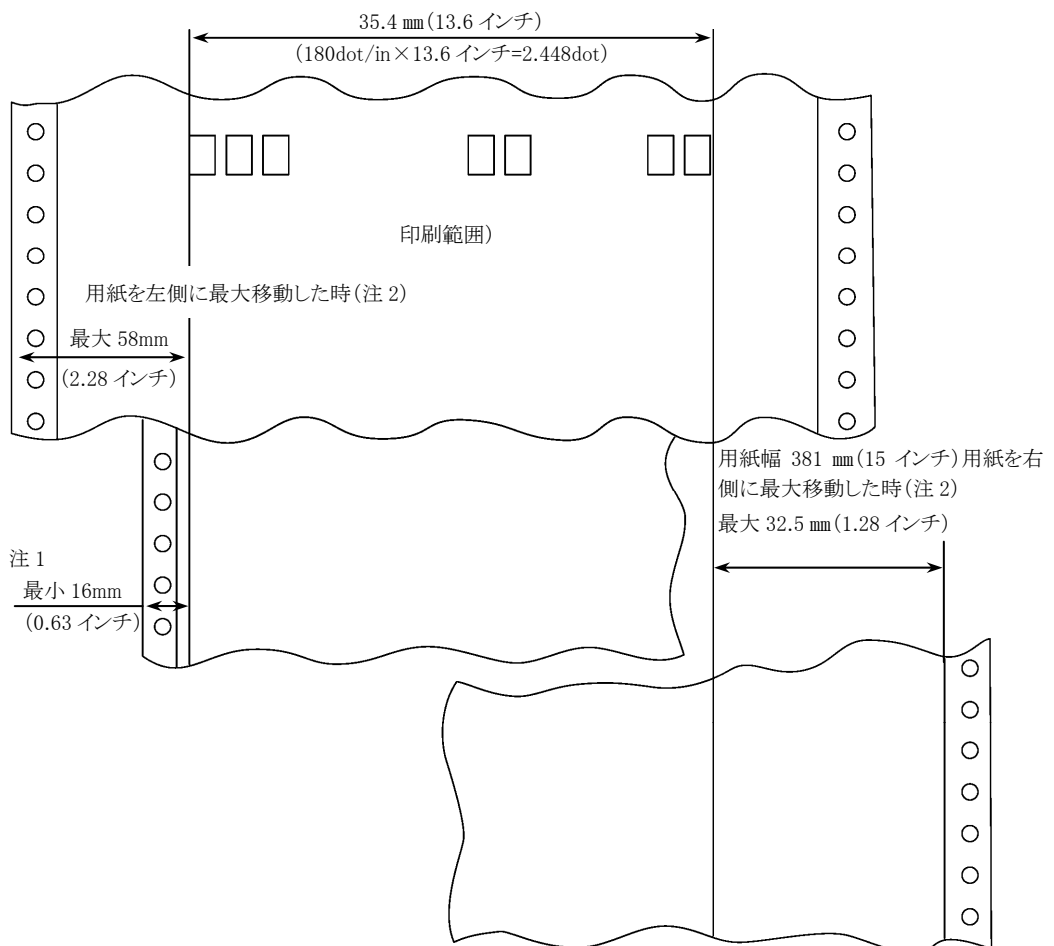 35.4 ㎜(13.6 インチ)
(180dot/in×13.6 インチ=2.448dot)
印刷範囲)
用紙を左側に最大移動した時(注 2)
最大 58mm
(2.28 インチ)
用紙幅 381 ㎜(15 インチ)用紙を右
側に最大移動した時(注 2)
最大 32.5 ㎜(1.28 インチ)
注 1
最小 16mm
(0.63 インチ)